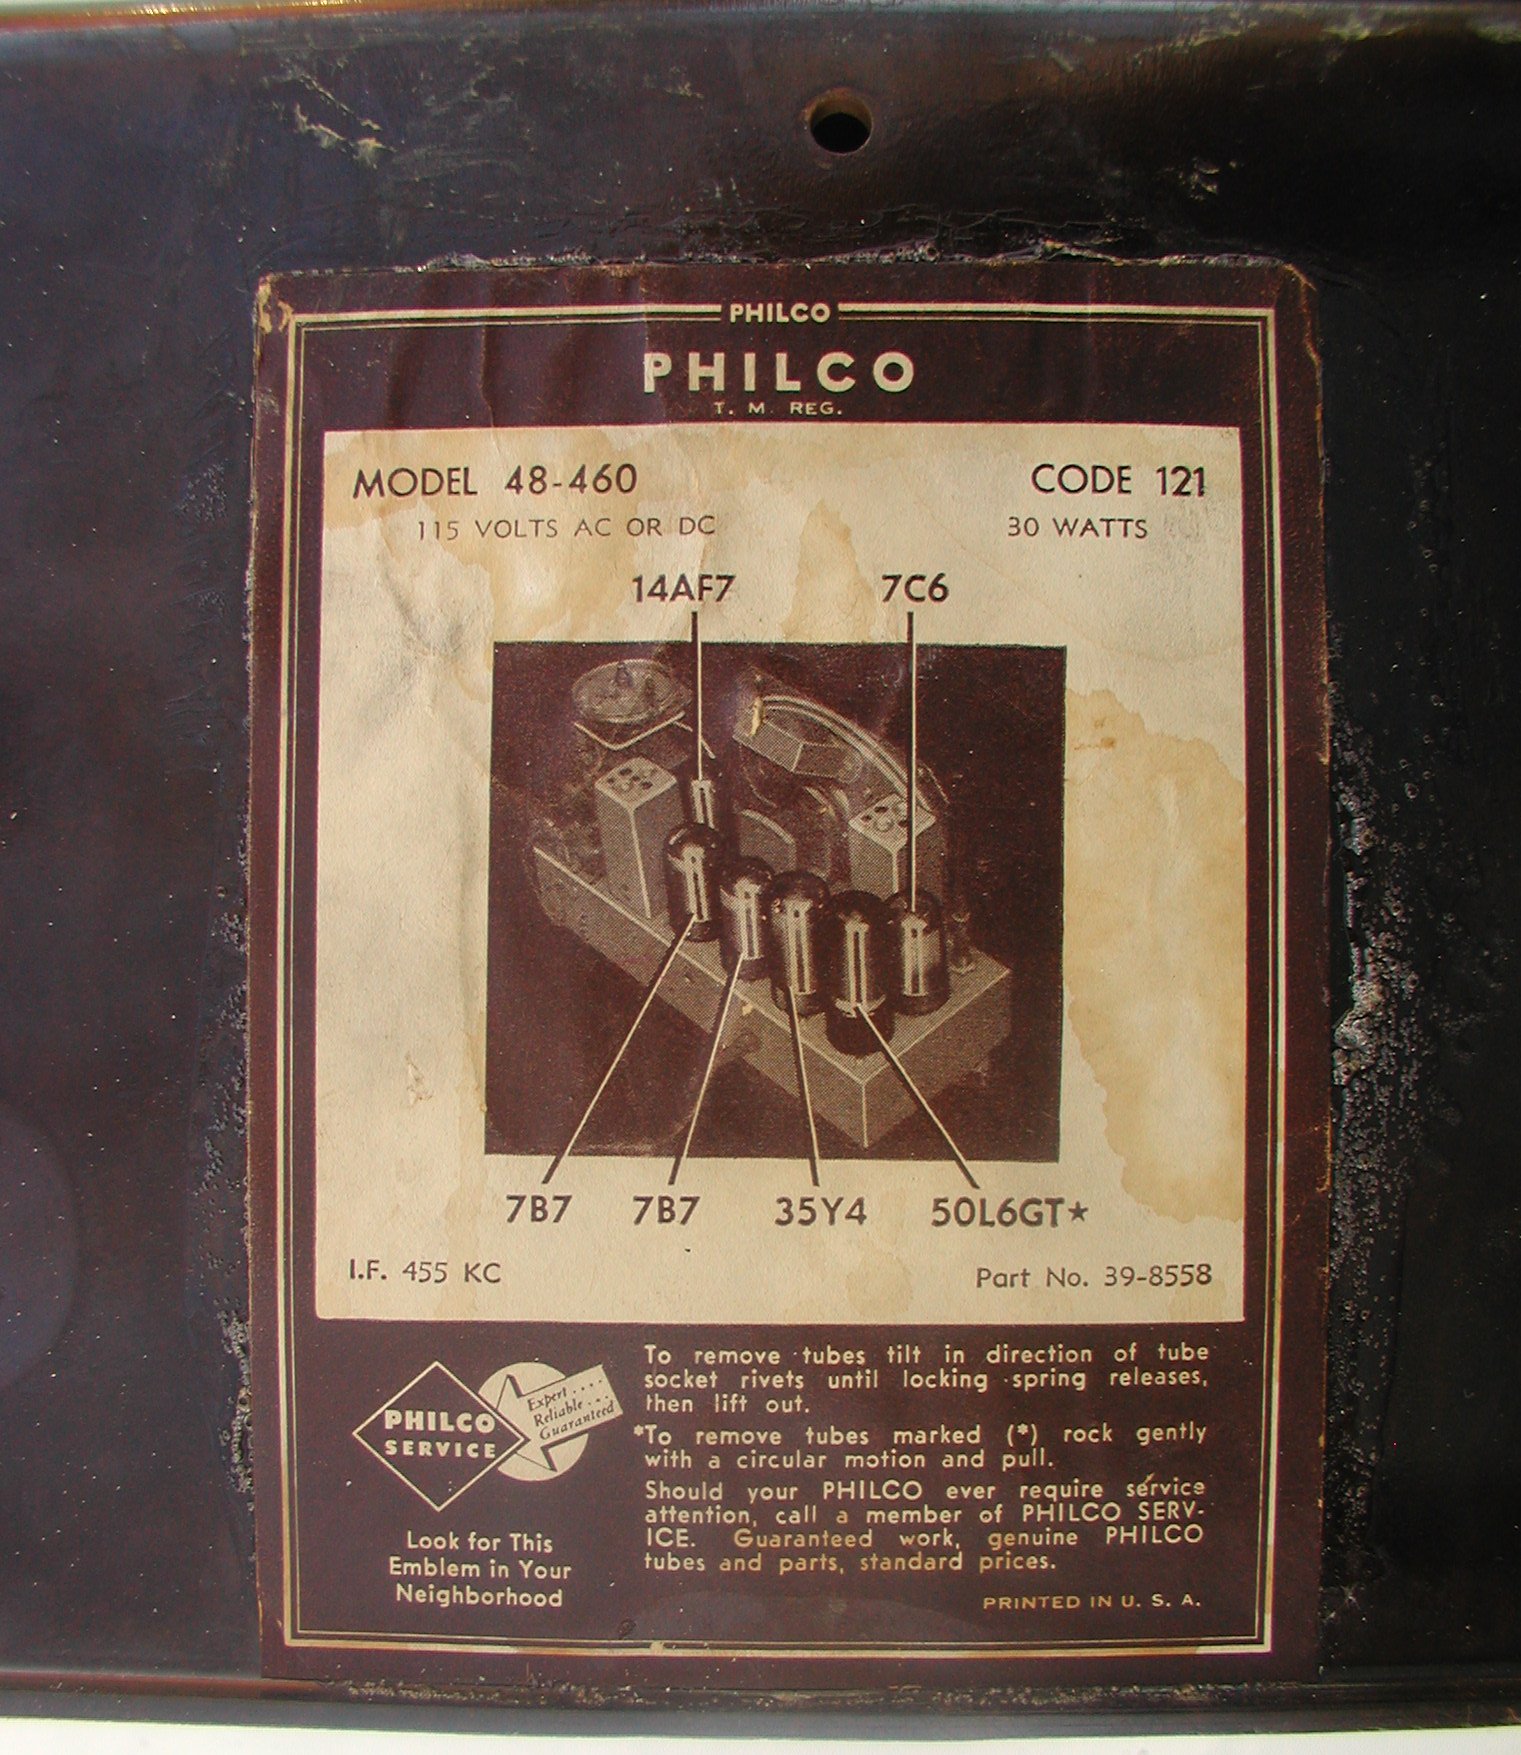 PHILCO
PHILCO
T. M. REG.
MODEL 48-460 CODE 121
115 VOLTS AC OR DC 30 WATTS
14AF7 7C6
7B7 7B7 35Y4 50L6GT★
I.F. 455 KC Part No. 39-8558
PHILCO
SERVICE
Expert....
Reliable...
Guaranteed
Look for This
Emblem in Your
Neighborhood
To remove tubes tilt in direction of tube
socket rivets until locking spring releases,
then lift out.
*To remove tubes marked (*) rock gently
with a circular motion and pull.
Should your PHILCO ever require service
attention, call a member of PHILCO SERV-
ICE. Guaranteed work, genuine PHILCO
tubes and parts, standard prices.
PRINTED IN U. S. A.